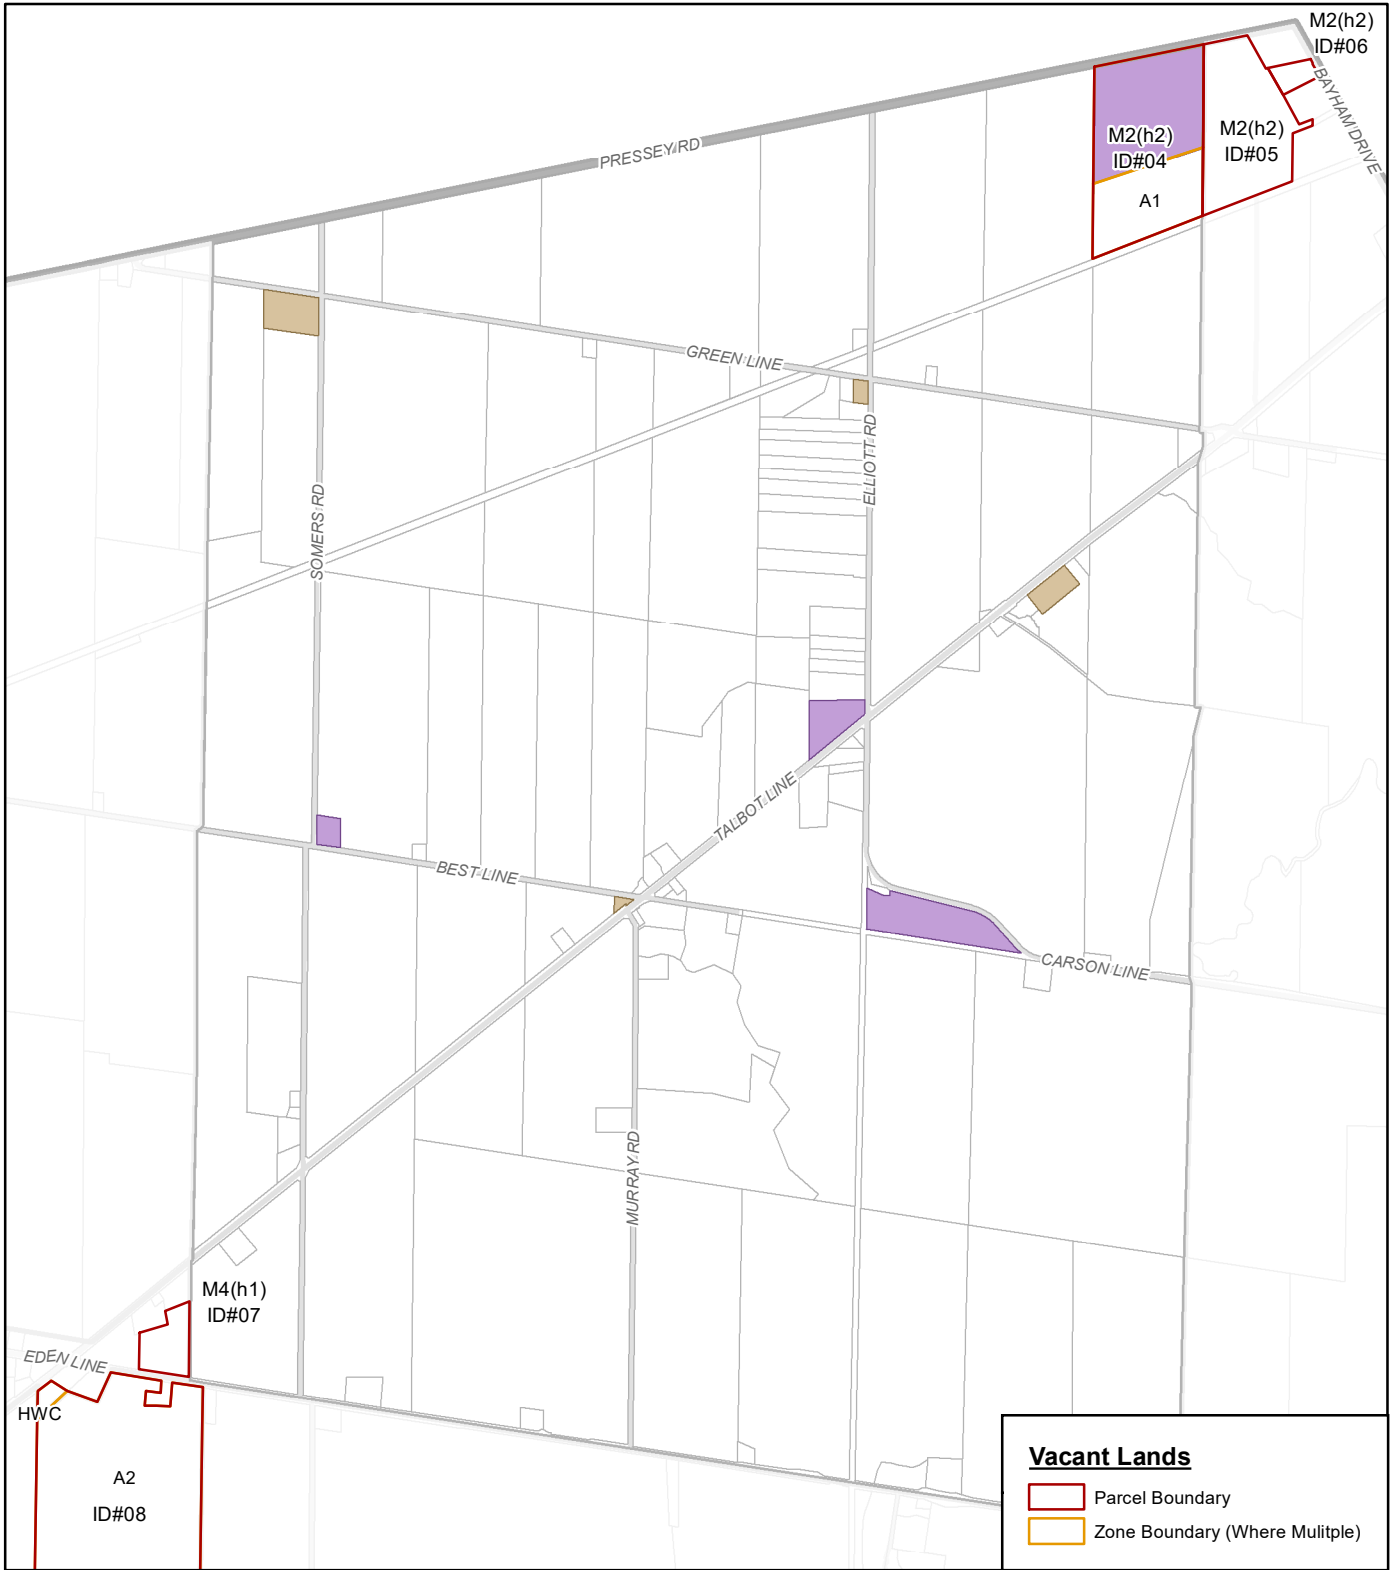 M2(h2)
ID#06
BAYHAM DRIVE
PRESSEY RD
M2(h2)
ID#04
M2(h2)
ID#05
A1
GREEN LINE
ELLIOTT RD
SOMERS RD
TALBOT LINE
BEST LINE
CARSON LINE
MURRAY RD
M4(h1)
ID#07
EDEN LINE
HWC
A2
ID#08
Vacant Lands
Parcel Boundary
Zone Boundary (Where Mulitple)